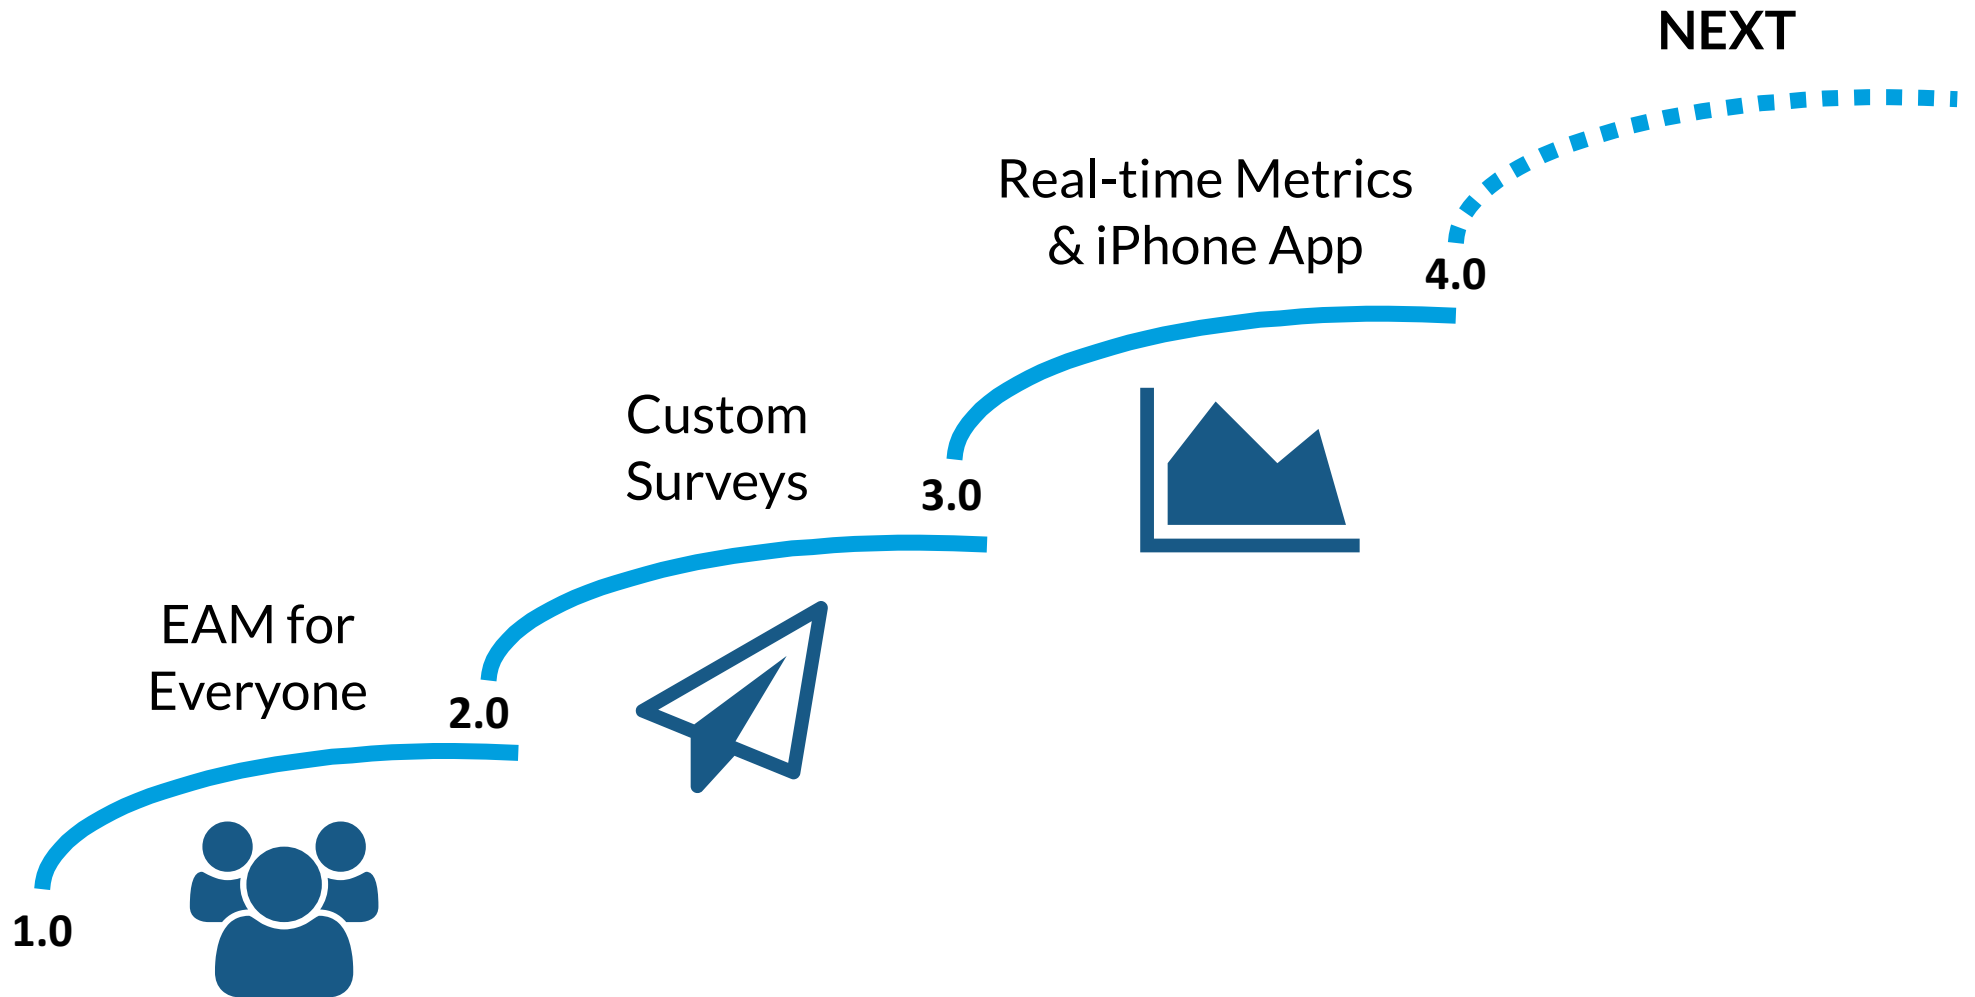 NEXT
Real-time Metrics
& iPhone App
4.0
Custom
Surveys
3.0
EAM for
Everyone
2.0
1.0